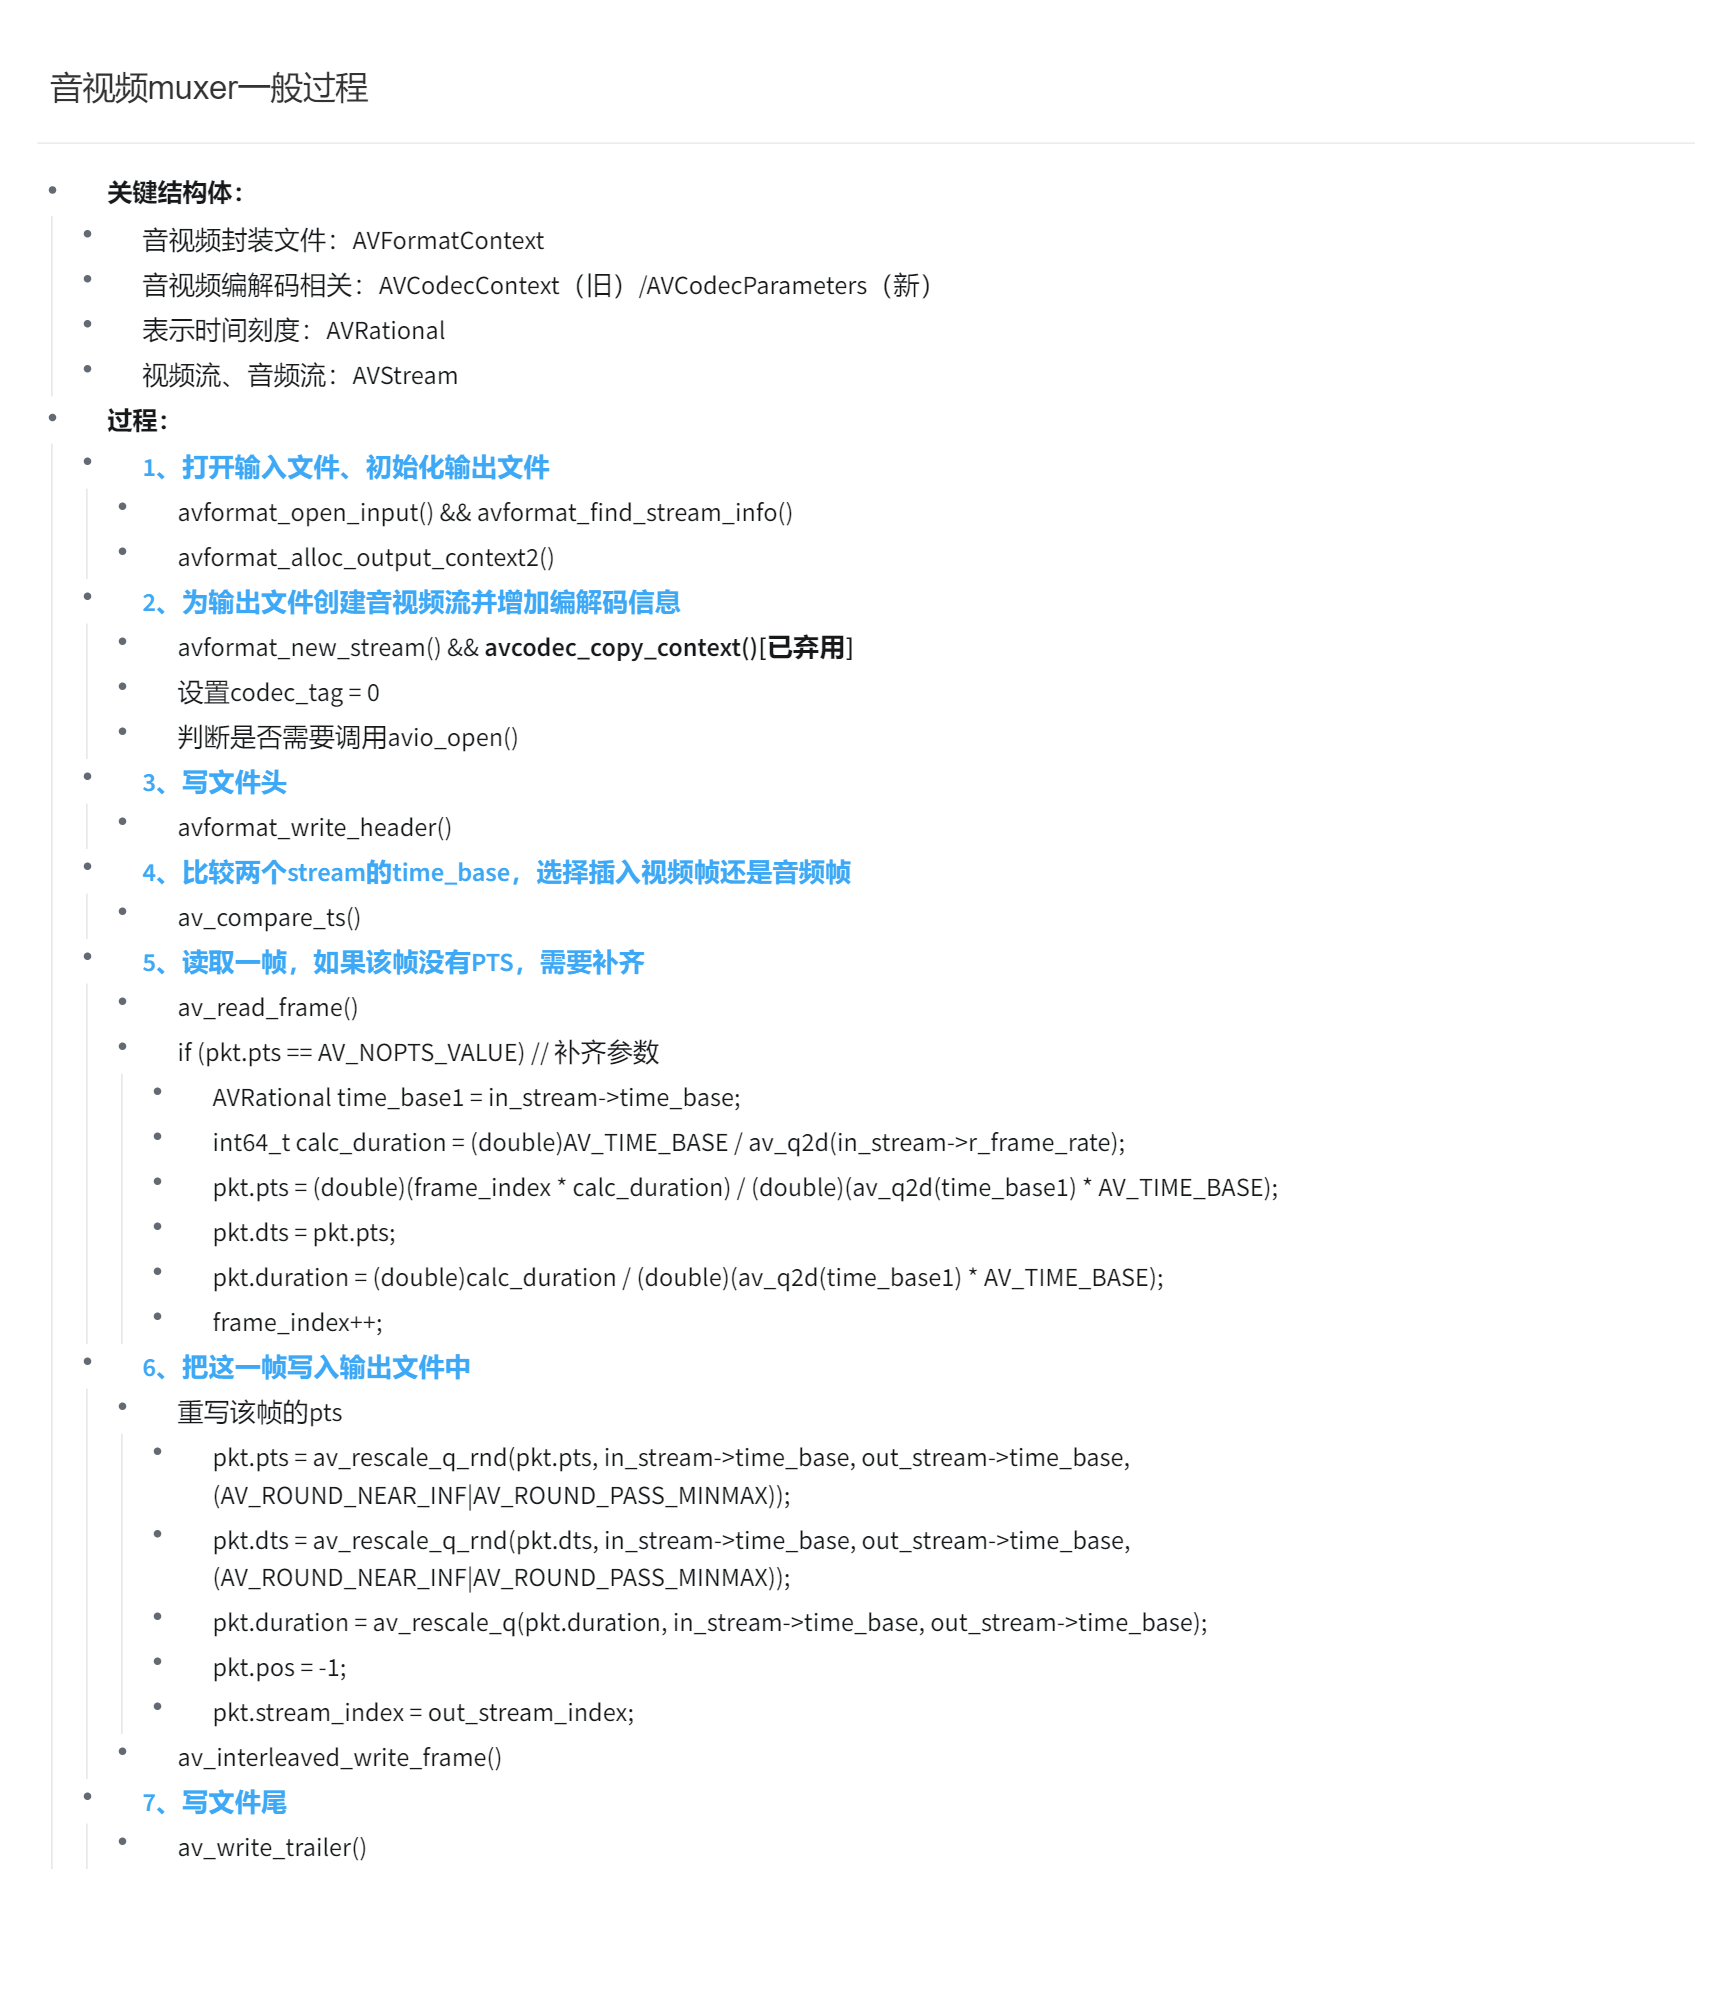 音视频muxer一般过程
关键结构体：
音视频封装文件：AVFormatContext
音视频编解码相关：AVCodecContext（旧）/AVCodecParameters（新）
表示时间刻度：AVRational
视频流、音频流：AVStream
过程：
1、打开输入文件、初始化输出文件
avformat_open_input() && avformat_find_stream_info()
avformat_alloc_output_context2()
2、为输出文件创建音视频流并增加编解码信息
avformat_new_stream() && avcodec_copy_context()[已弃用]
设置codec_tag = 0
判断是否需要调用avio_open()
3、写文件头
avformat_write_header()
4、比较两个stream的time_base，选择插入视频帧还是音频帧
av_compare_ts()
5、读取一帧，如果该帧没有PTS，需要补齐
av_read_frame()
if (pkt.pts == AV_NOPTS_VALUE) // 补齐参数
AVRational time_base1 = in_stream->time_base;
int64_t calc_duration = (double)AV_TIME_BASE / av_q2d(in_stream->r_frame_rate);
pkt.pts = (double)(frame_index * calc_duration) / (double)(av_q2d(time_base1) * AV_TIME_BASE);
pkt.dts = pkt.pts;
pkt.duration = (double)calc_duration / (double)(av_q2d(time_base1) * AV_TIME_BASE);
frame_index++;
6、把这一帧写入输出文件中
重写该帧的pts
pkt.pts = av_rescale_q_rnd(pkt.pts, in_stream->time_base, out_stream->time_base,
(AV_ROUND_NEAR_INF|AV_ROUND_PASS_MINMAX));
pkt.dts = av_rescale_q_rnd(pkt.dts, in_stream->time_base, out_stream->time_base,
(AV_ROUND_NEAR_INF|AV_ROUND_PASS_MINMAX));
pkt.duration = av_rescale_q(pkt.duration, in_stream->time_base, out_stream->time_base);
pkt.pos = -1;
pkt.stream_index = out_stream_index;
av_interleaved_write_frame()
7、写文件尾
av_write_trailer()